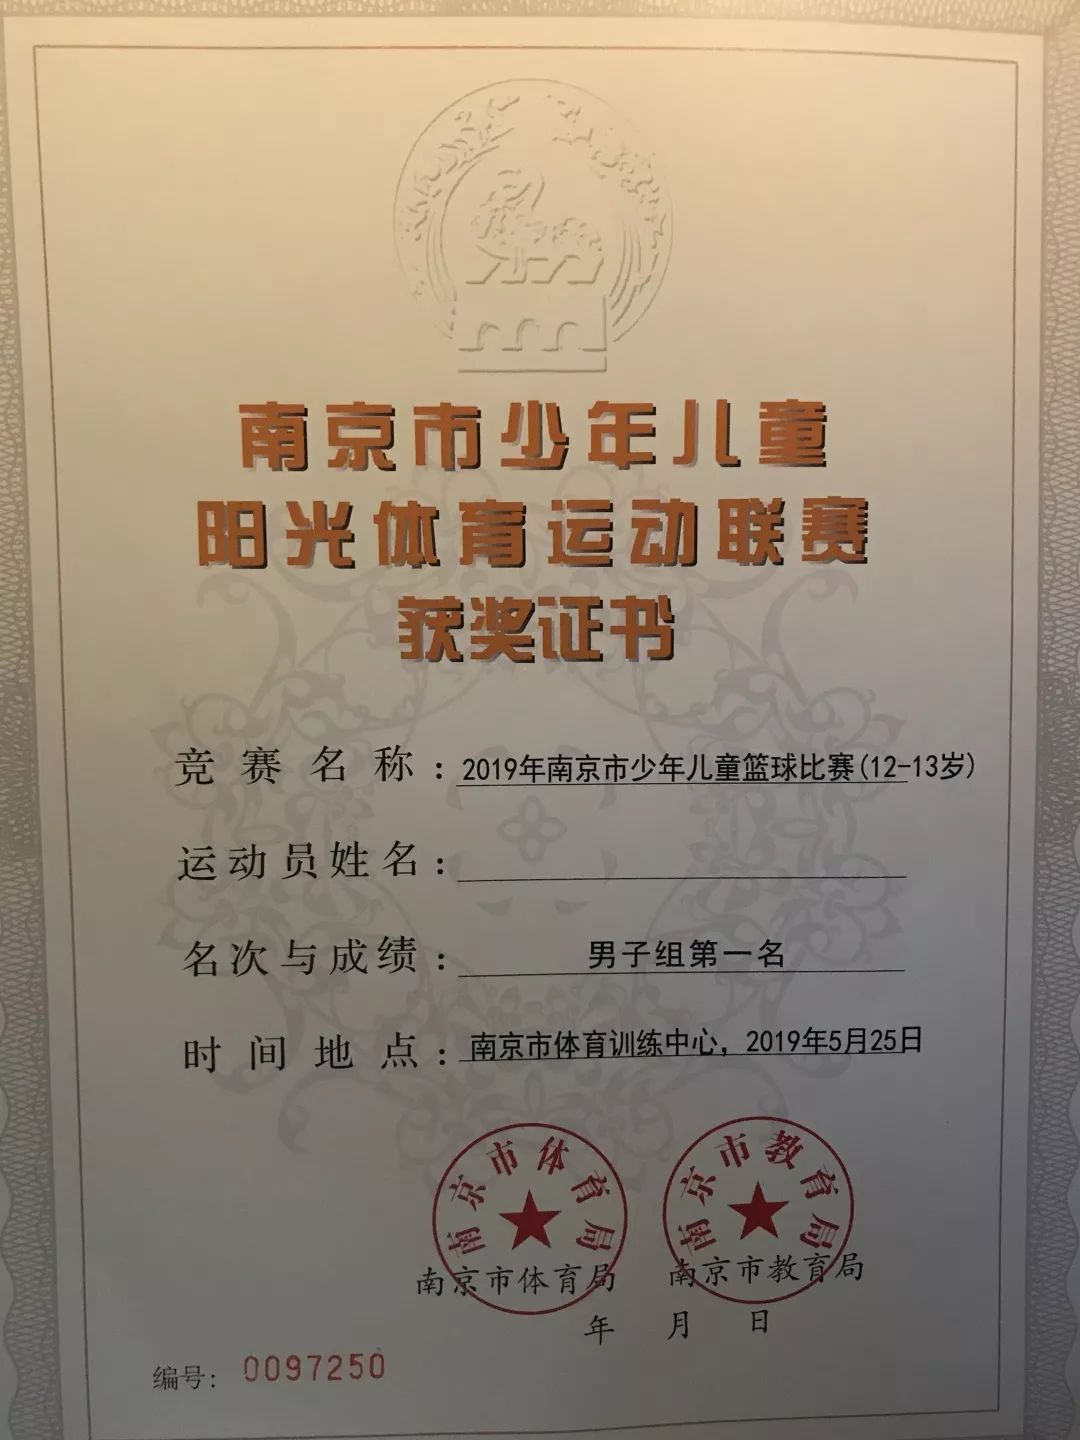 南京市少年儿童
阳光体育运动联赛
获奖证书
竞赛名称：2019年南京市少年儿童篮球比赛(12-13岁)
运动员姓名：
名次与成绩：男子组第一名
时间地点：南京市体育训练中心，2019年5月25日
南京市体育局
南京市教育局
南京市体育局 南京市教育局
年 月 日
编号：0097250